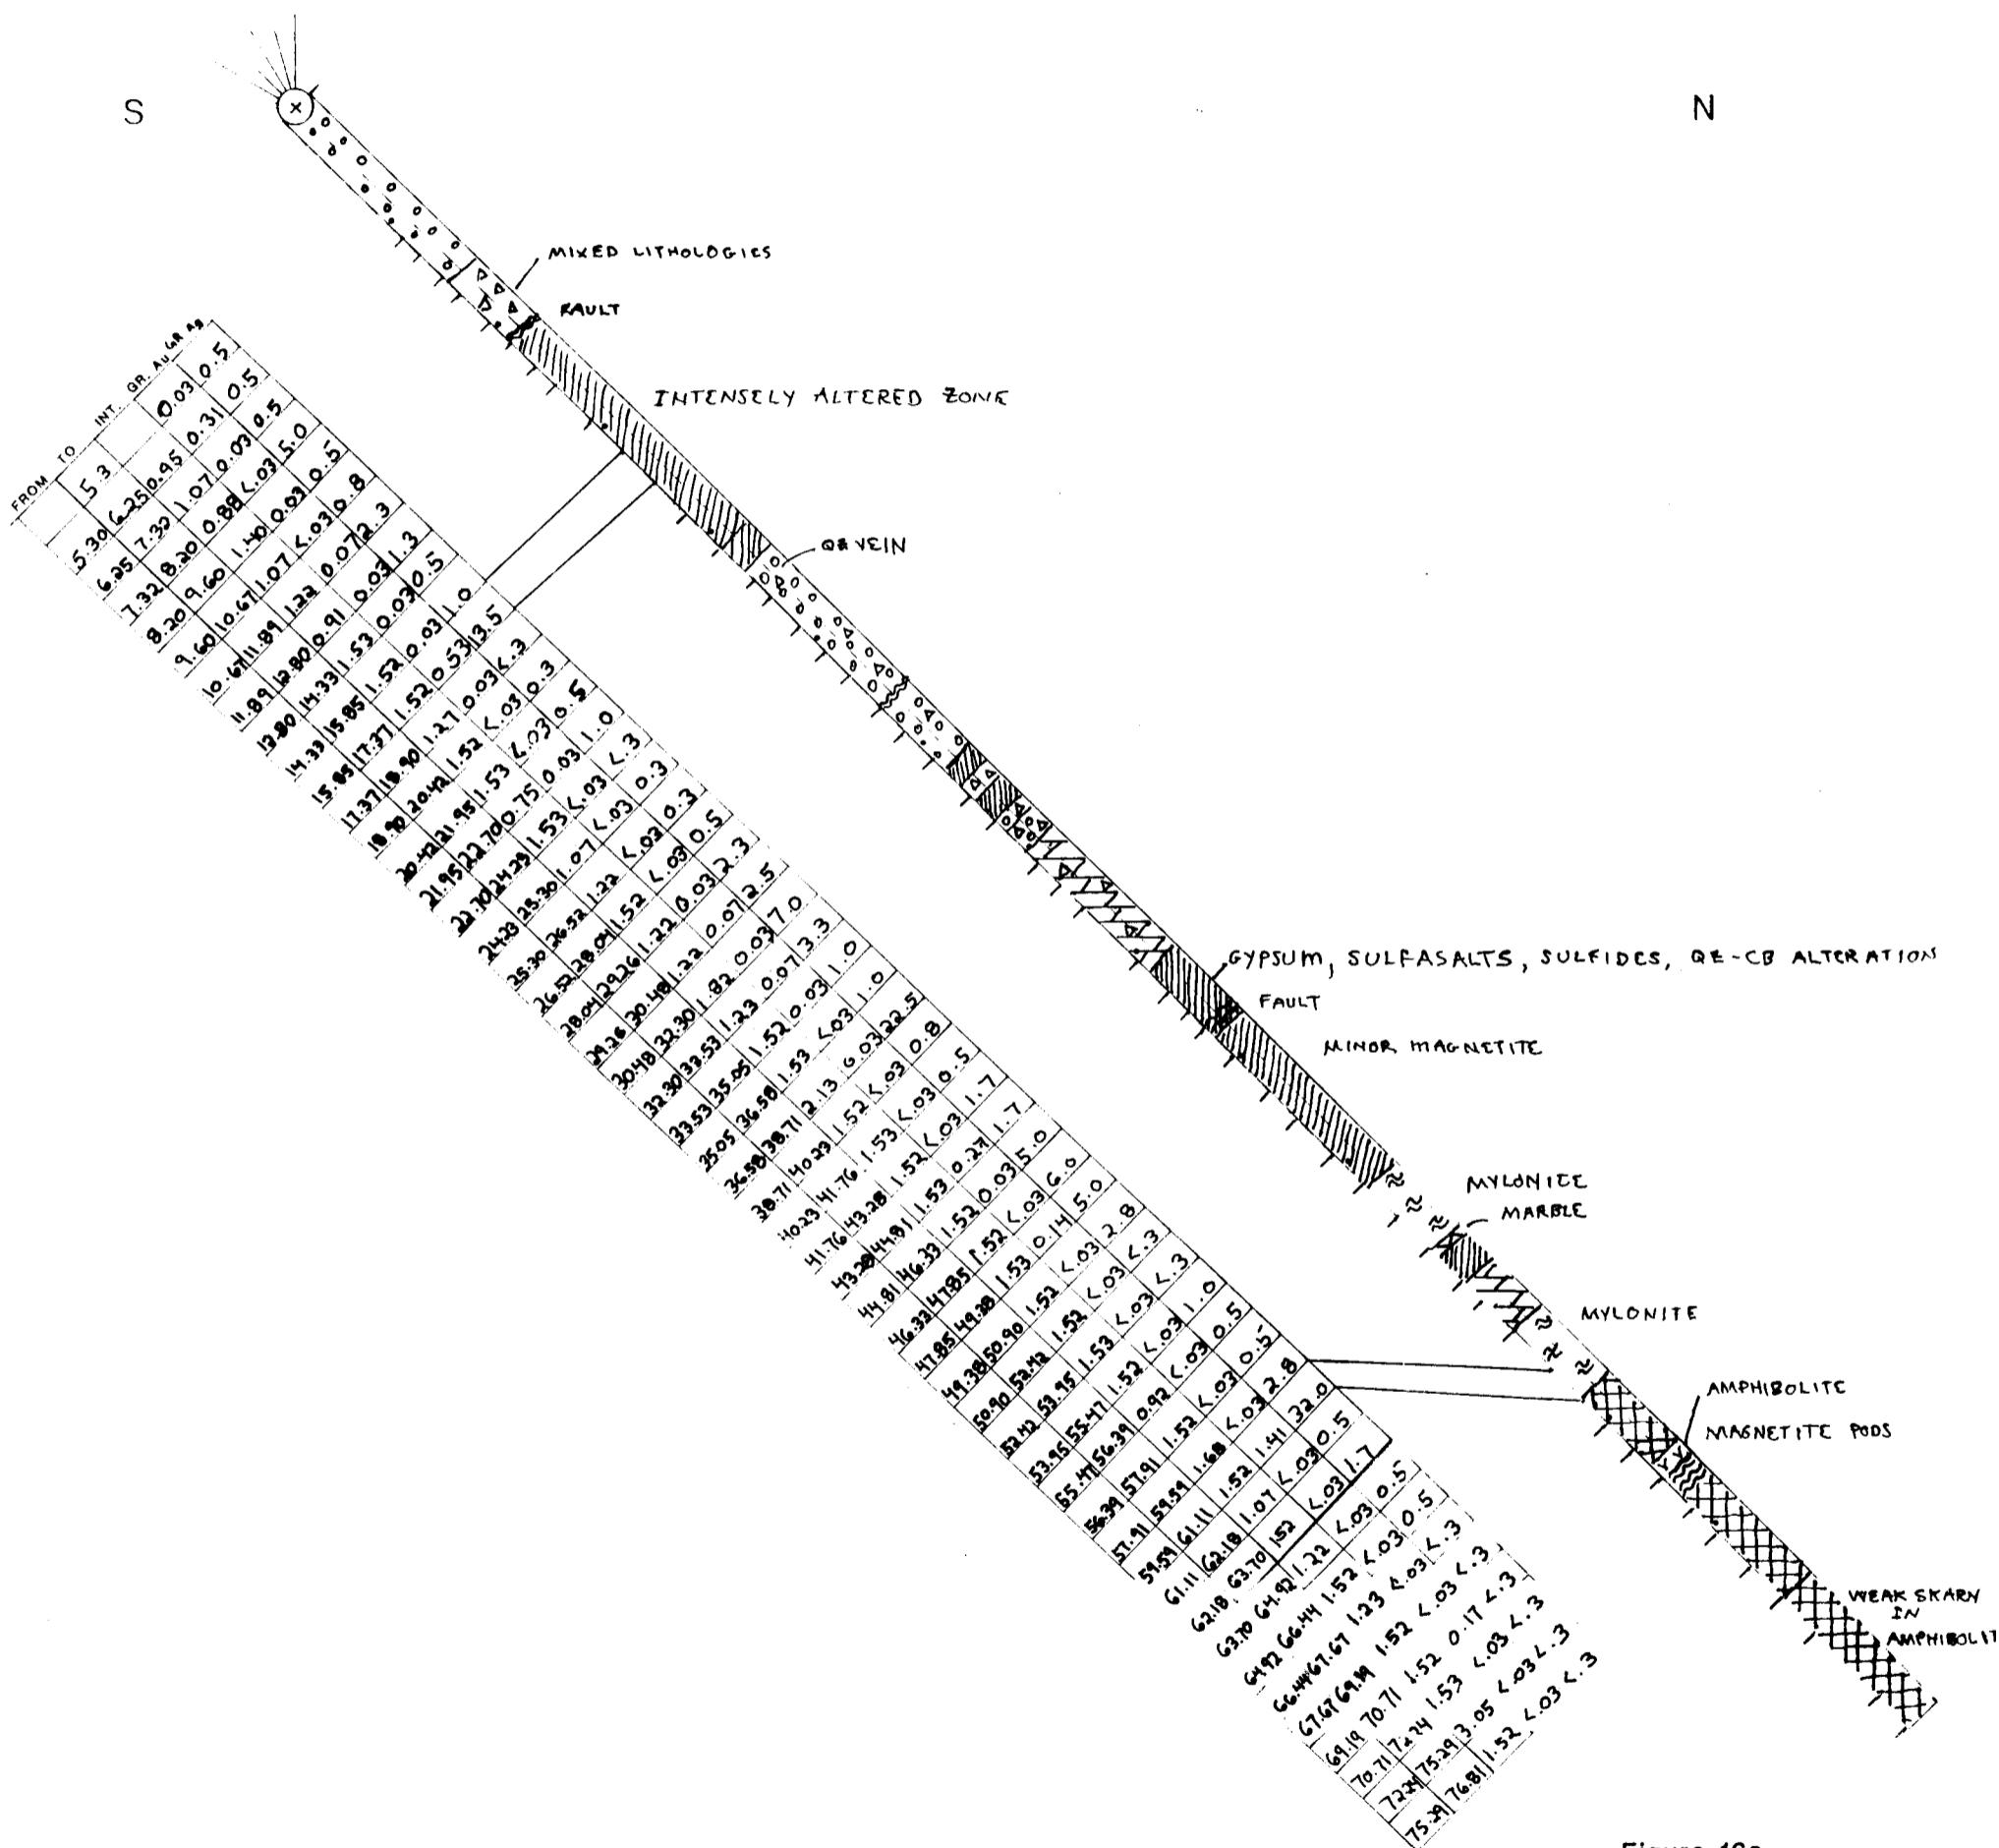 S
N
MIXED LITHOLOGIES
FAULT
INTENSELY ALTERED ZONE
QZ VEIN
GYPSUM, SULFASALTS, SULFIDES, QZ-CB ALTERATION
FAULT
MINOR MAGNETITE
MYLONITE
MARBLE
MYLONITE
AMPHIBOLITE
MAGNETITE PODS
WEAK SKARN
IN
AMPHIBOLIT
FROM TO INT. GR. Au GR Ag
5.3 0.03 0.5
5.30 6.25 0.95 0.31 0.5
6.25 7.32 1.07 0.03 0.5
7.32 8.20 0.88 <.03 5.0
8.20 9.60 1.40 0.03 0.5
9.60 10.67 1.07 <.03 0.8
10.67 11.89 1.22 0.07 2.3
11.89 12.80 0.91 0.03 1.3
12.80 14.33 1.53 0.03 0.5
14.33 15.85 1.52 0.03 1.0
15.85 17.37 1.52 0.53 13.5
17.37 18.90 1.27 0.03 <.3
18.90 20.42 1.52 <.03 0.3
20.42 21.95 1.53 <.03 0.5
21.95 22.70 0.75 0.03 1.0
22.70 24.23 1.53 <.03 <.3
24.23 25.30 1.07 <.03 0.3
25.30 26.52 1.22 <.03 0.3
26.52 28.04 1.52 <.03 0.5
28.04 29.26 1.22 0.03 2.3
29.26 30.48 1.22 0.07 2.5
30.48 32.30 1.82 0.03 7.0
32.30 33.53 1.23 0.07 3.3
33.53 35.05 1.52 0.03 1.0
35.05 36.58 1.53 <.03 1.0
36.58 38.71 2.13 0.03 22.5
38.71 40.23 1.52 <.03 0.8
40.23 41.76 1.53 <.03 0.5
41.76 43.28 1.52 <.03 1.7
43.28 44.81 1.53 0.27 1.7
44.81 46.33 1.52 0.03 5.0
46.33 47.85 1.52 <.03 6.0
47.85 49.38 1.53 0.14 5.0
49.38 50.90 1.52 <.03 2.8
50.90 52.42 1.52 <.03 <.3
52.42 53.95 1.53 <.03 <.3
53.95 55.47 1.52 <.03 1.0
55.47 56.39 0.92 <.03 0.5
56.39 57.91 1.52 <.03 0.5
57.91 59.59 1.68 <.03 2.8
59.59 61.11 1.52 1.41 32.0
61.11 62.18 1.07 <.03 0.5
62.18 63.70 1.52 <.03 1.7
63.70 64.92 1.22 <.03 0.5
64.92 66.44 1.52 <.03 0.5
66.44 67.67 1.23 <.03 <.3
67.67 69.19 1.52 <.03 <.3
69.19 70.71 1.52 0.17 <.3
70.71 72.24 1.53 <.03 <.3
72.24 75.29 3.05 <.03 <.3
75.29 76.81 1.52 <.03 <.3